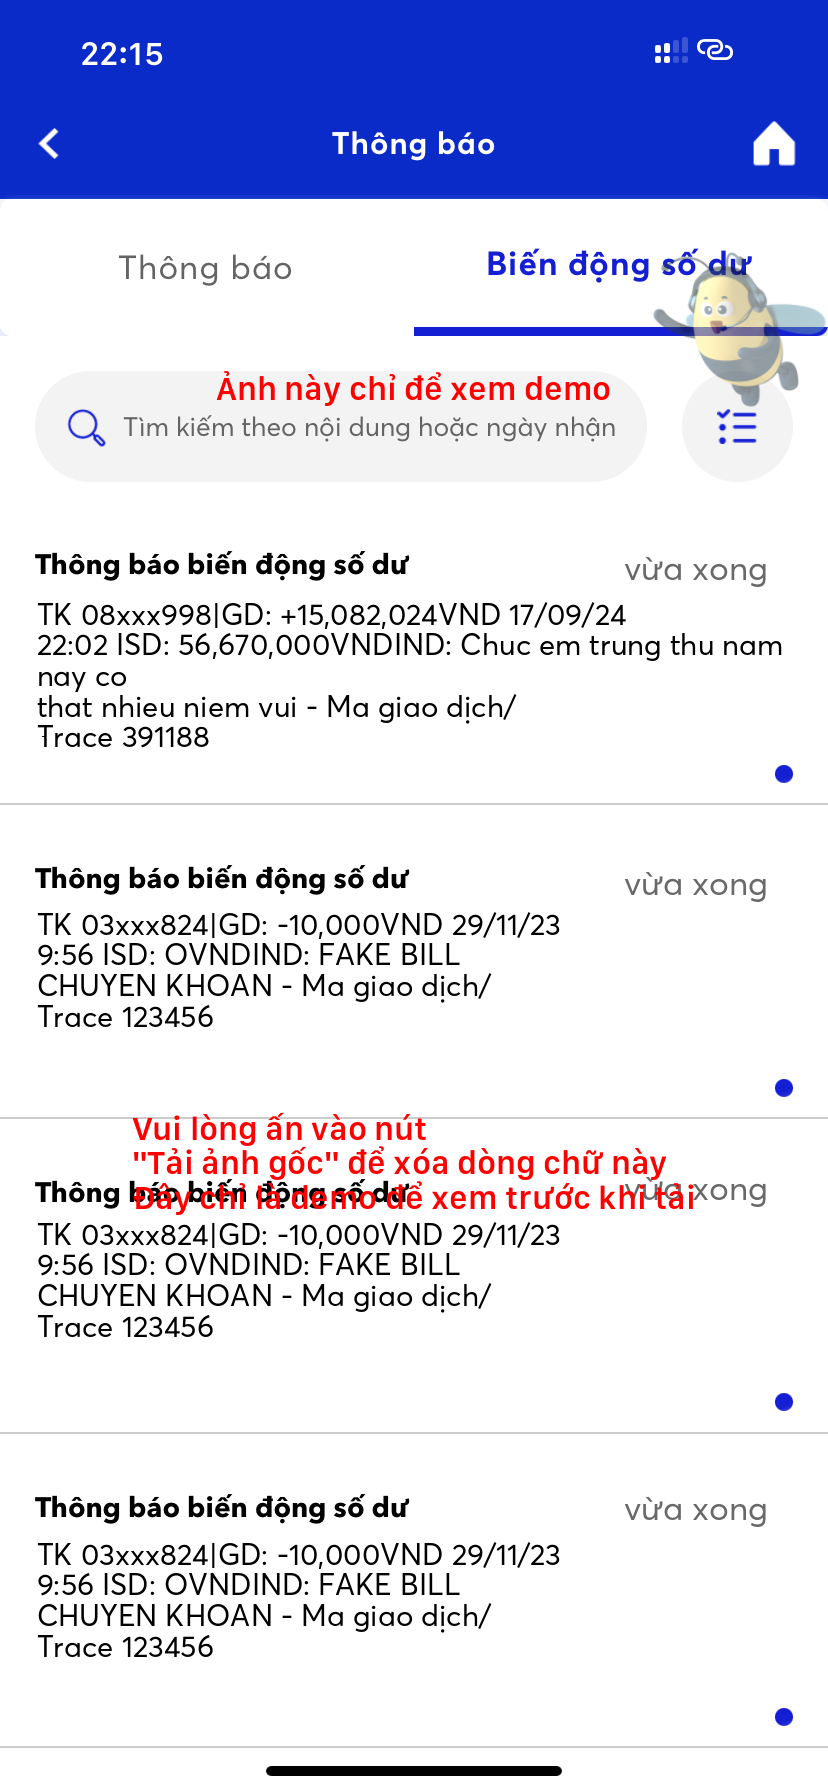 22:15
Thông báo
Thông báo
Biến động số dư
Ảnh này chỉ để xem demo
Tìm kiếm theo nội dung hoặc ngày nhận
Thông báo biến động số dư
vừa xong
TK 08xxx998|GD: +15,082,024VND 17/09/24
22:02 ISD: 56,670,000VNDIND: Chuc em trung thu nam
nay co
that nhieu niem vui - Ma giao dịch/
Trace 391188
Thông báo biến động số dư
vừa xong
TK 03xxx824|GD: -10,000VND 29/11/23
9:56 ISD: OVNDIND: FAKE BILL
CHUYEN KHOAN - Ma giao dịch/
Trace 123456
Vui lòng ấn vào nút
"Tải ảnh gốc" để xóa dòng chữ này
Đây chỉ là demo để xem trước khi tải
Thông báo biến động số dư
vừa xong
TK 03xxx824|GD: -10,000VND 29/11/23
9:56 ISD: OVNDIND: FAKE BILL
CHUYEN KHOAN - Ma giao dịch/
Trace 123456
Thông báo biến động số dư
vừa xong
TK 03xxx824|GD: -10,000VND 29/11/23
9:56 ISD: OVNDIND: FAKE BILL
CHUYEN KHOAN - Ma giao dịch/
Trace 123456